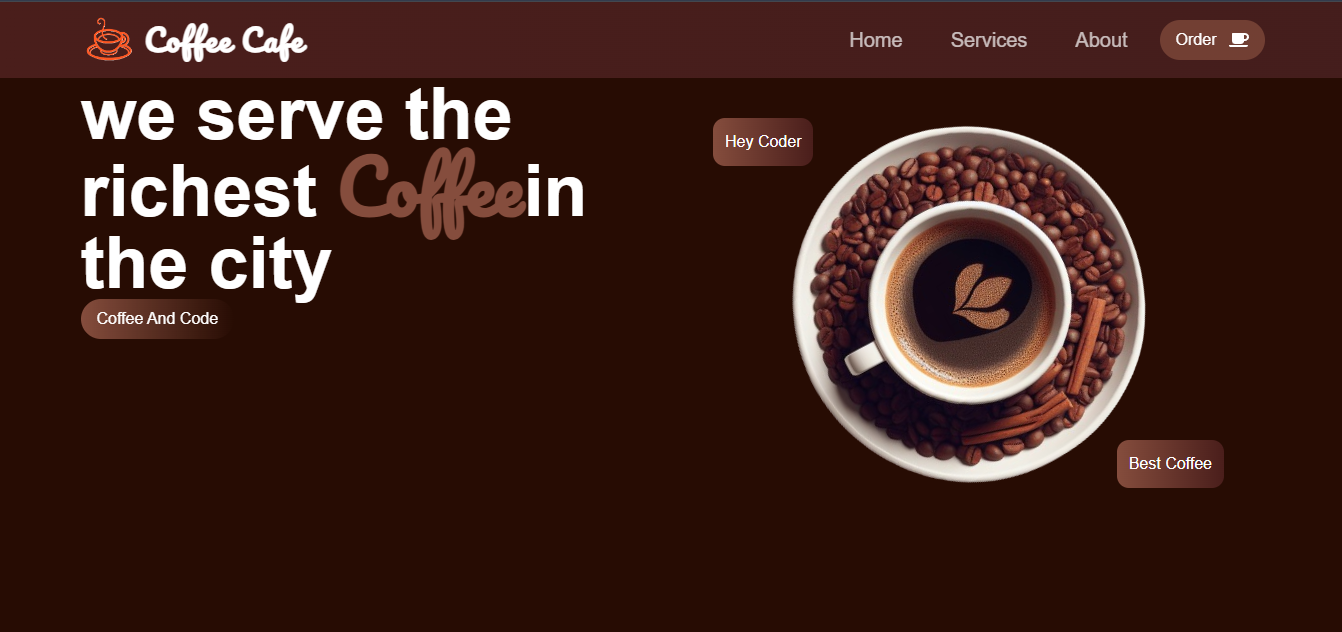 Coffee Cafe
Home
Services
About
Order
we serve the
richest Coffeein
the city
Coffee And Code
Hey Coder
Best Coffee